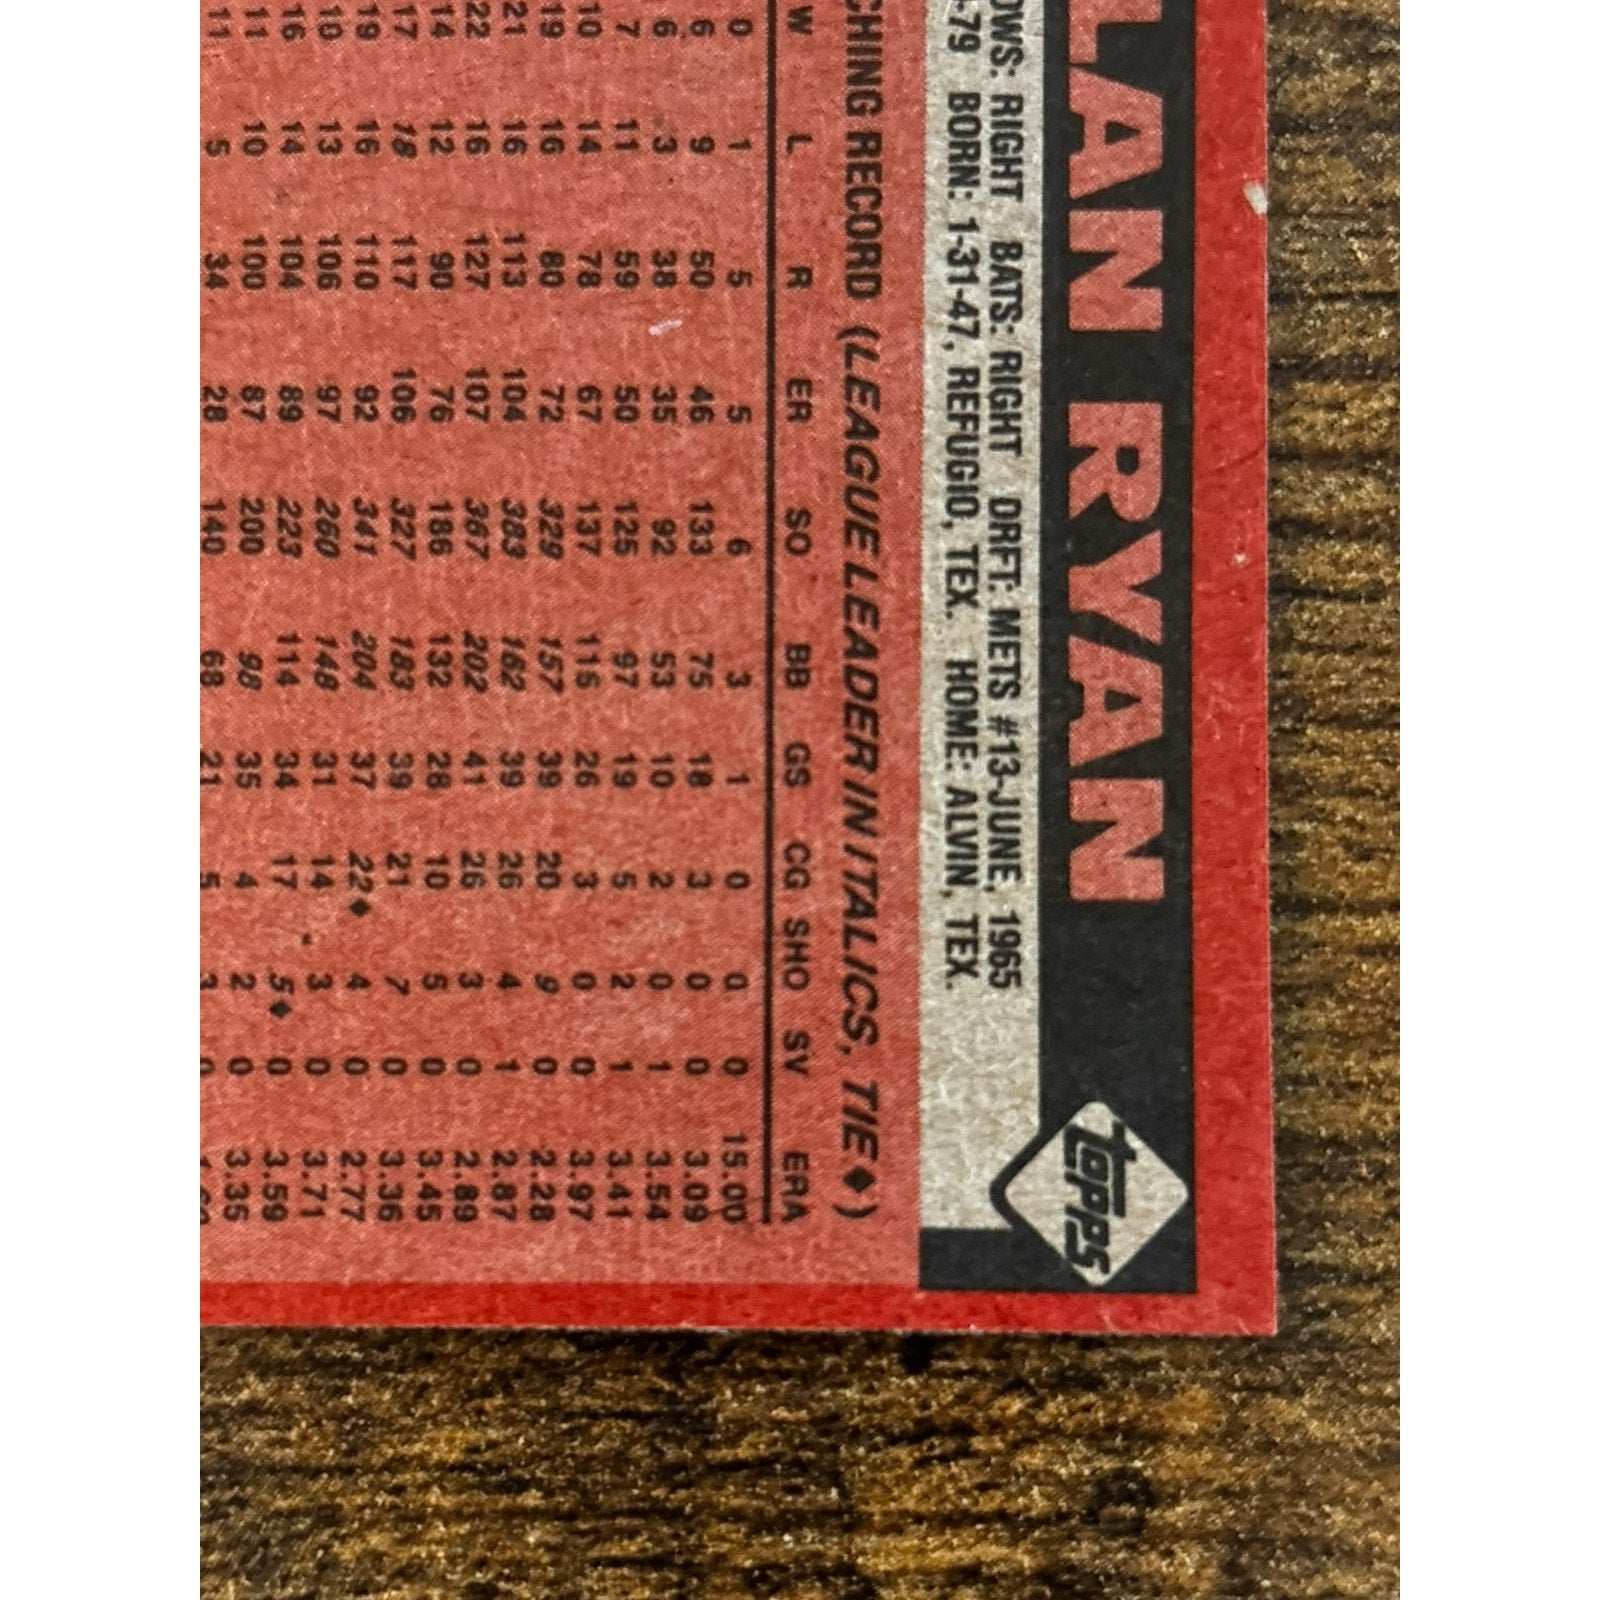 LAN RYAN
topps
OWS: RIGHT BATS: RIGHT DRFT: METS #13-JUNE, 1965
-79 BORN: 1-31-47, REFUGIO, TEX. HOME: ALVIN, TEX.
CHING RECORD (LEAGUE LEADER IN ITALICS, TIE♦)
W L R ER SO BB GS CG SHO SV ERA
0 1 5 5 6 3 1 0 0 0 15.00
6 9 50 46 133 75 18 3 0 0 3.09
6 3 38 35 92 53 10 2 0 1 3.54
7 11 59 50 125 97 19 5 2 1 3.41
10 14 78 67 137 116 26 3 0 0 3.97
19 16 80 72 329 157 39 20 9 0 2.28
21 16 113 104 383 162 39 26 4 1 2.87
22 16 127 107 367 202 41 26 3 0 2.89
14 12 90 76 186 132 28 10 5 0 3.45
17 18 117 106 327 183 39 21 7 0 3.36
19 16 110 92 341 204 37 22♦ 4 0 2.77
10 13 106 97 260 148 31 14 3 0 3.71
16 14 104 89 223 114 34 17 5♦ 0 3.59
11 10 100 87 200 98 35 4 2 0 3.35
11 5 34 28 140 68 21 5 3 0